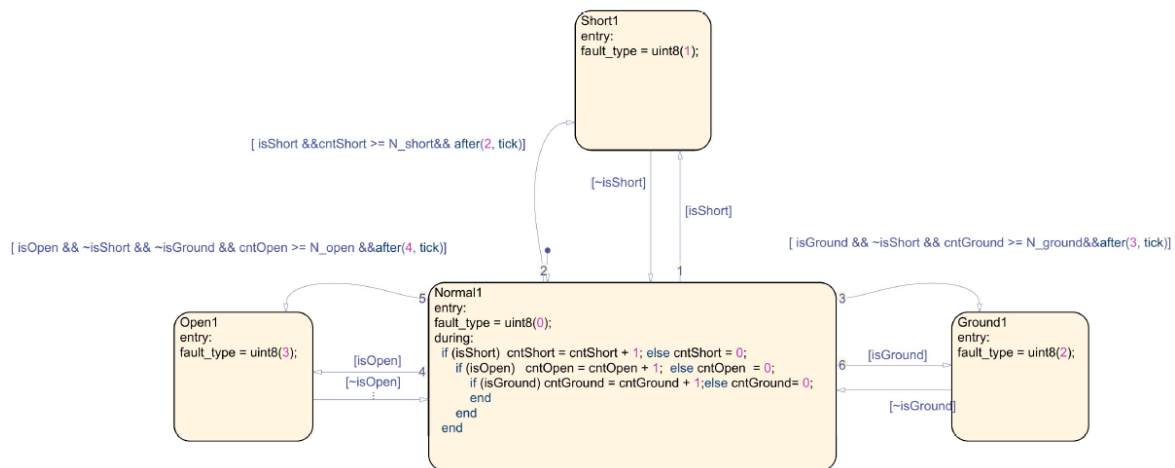 Short1
entry:
fault_type = uint8(1);
[ isShort &&cntShort >= N_short&& after(2, tick)]
[~isShort]
[isShort]
[ isOpen && ~isShort && ~isGround && cntOpen >= N_open &&after(4, tick)]
[ isGround && ~isShort && cntGround >= N_ground&&after(3, tick)]
2
1
5
3
Normal1
entry:
fault_type = uint8(0);
during:
if (isShort) cntShort = cntShort + 1; else cntShort = 0;
if (isOpen) cntOpen = cntOpen + 1; else cntOpen = 0;
if (isGround) cntGround = cntGround + 1;else cntGround= 0;
end
end
end
Open1
entry:
fault_type = uint8(3);
[isOpen]
4
[~isOpen]
Ground1
entry:
fault_type = uint8(2);
6
[isGround]
[~isGround]